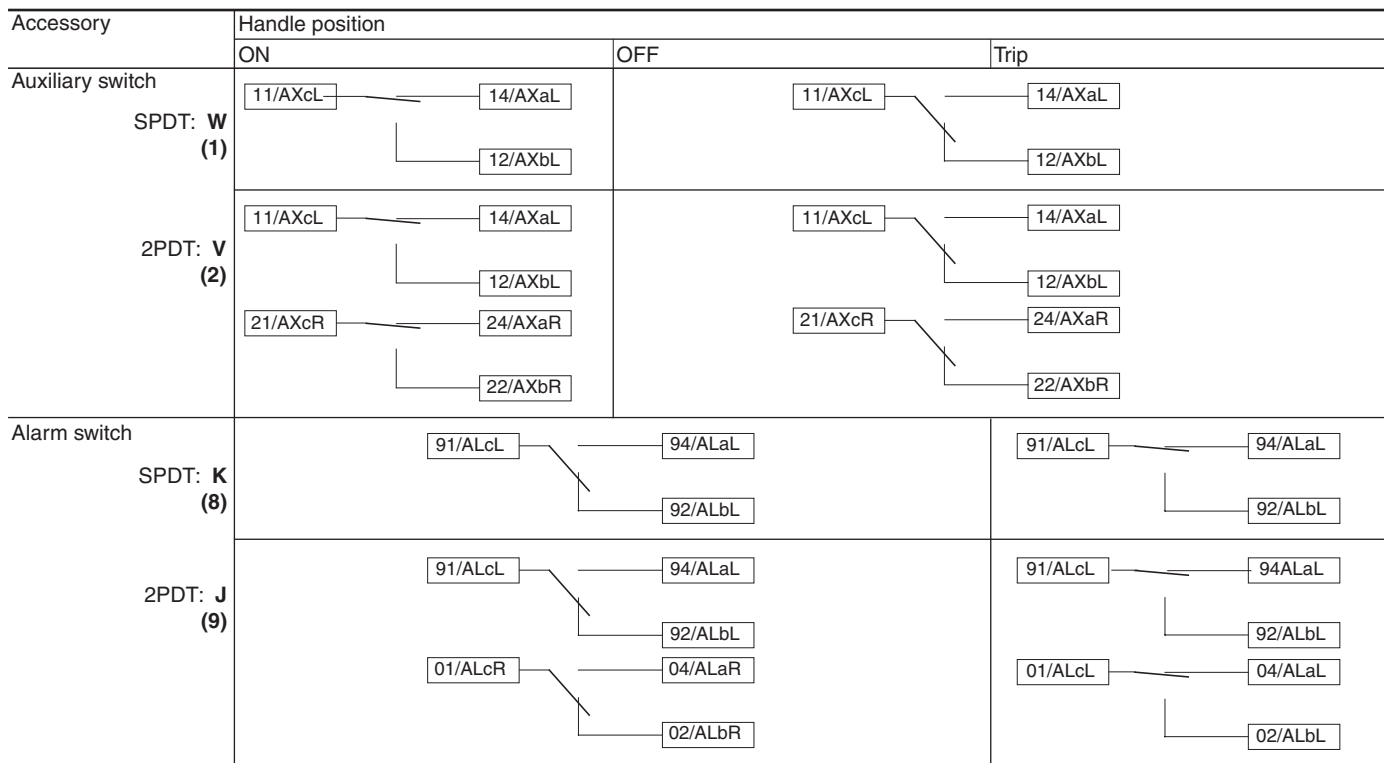 Accessory Handle position
ON OFF Trip
Auxiliary switch
11/AXcL 14/AXaL 11/AXcL 14/AXaL
SPDT: W
(1)
12/AXbL 12/AXbL
11/AXcL 14/AXaL 11/AXcL 14/AXaL
2PDT: V
(2)
12/AXbL 12/AXbL
21/AXcR 24/AXaR 21/AXcR 24/AXaR
22/AXbR 22/AXbR
Alarm switch
91/ALcL 94/ALaL 91/ALcL 94/ALaL
SPDT: K
(8)
92/ALbL 92/ALbL
91/ALcL 94/ALaL 91/ALcL 94ALaL
2PDT: J
(9)
92/ALbL 92/ALbL
01/ALcR 04/ALaR 01/ALcL 04/ALaL
02/ALbR 02/ALbL